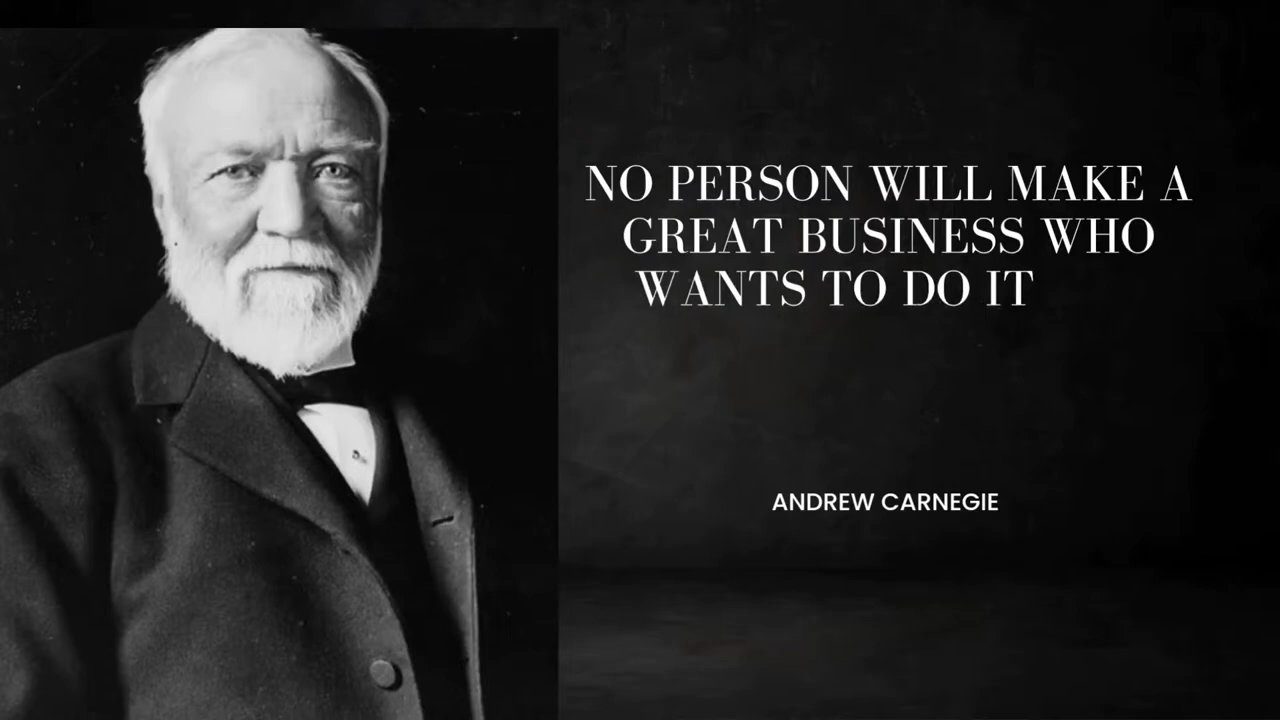 NO PERSON WILL MAKE A
GREAT BUSINESS WHO
WANTS TO DO IT
ANDREW CARNEGIE